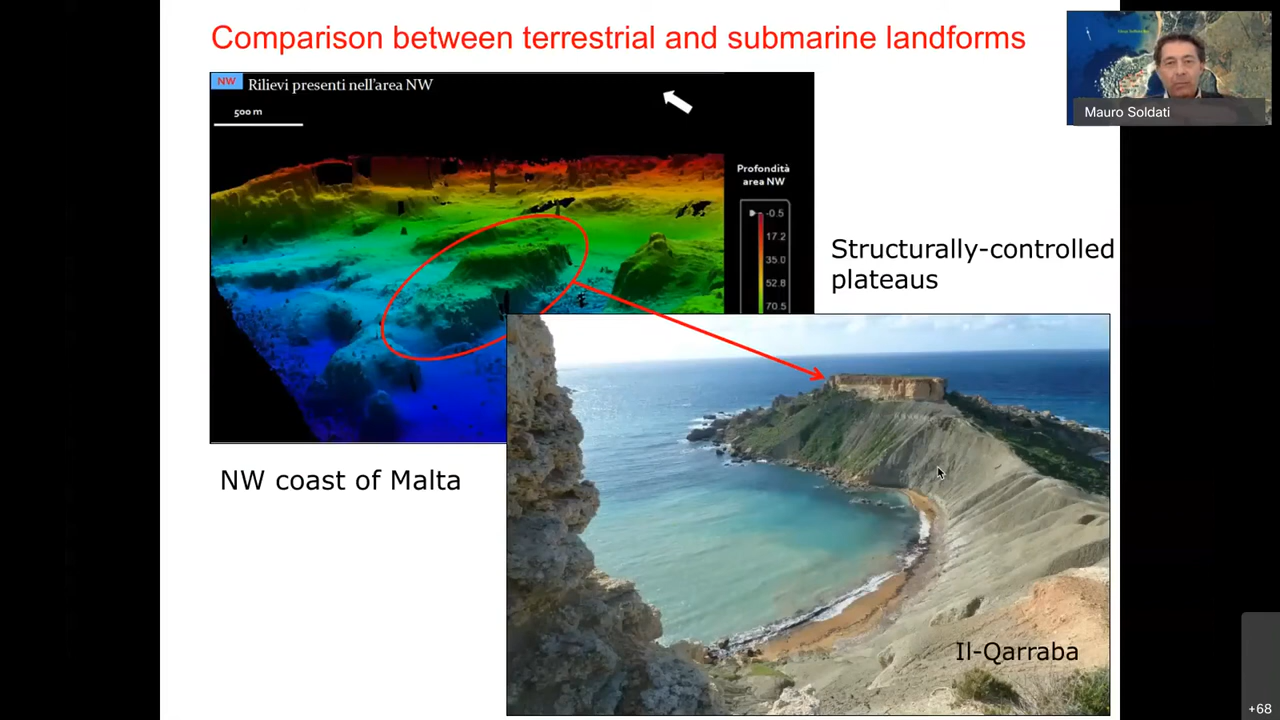 Comparison between terrestrial and submarine landforms
NW
Rilievi presenti nell'area NW
500 m
Profondità
area NW
-0.5
17.2
35.0
52.8
70.5
Mauro Soldati
Structurally-controlled
plateaus
NW coast of Malta
Il-Qarraba
+68